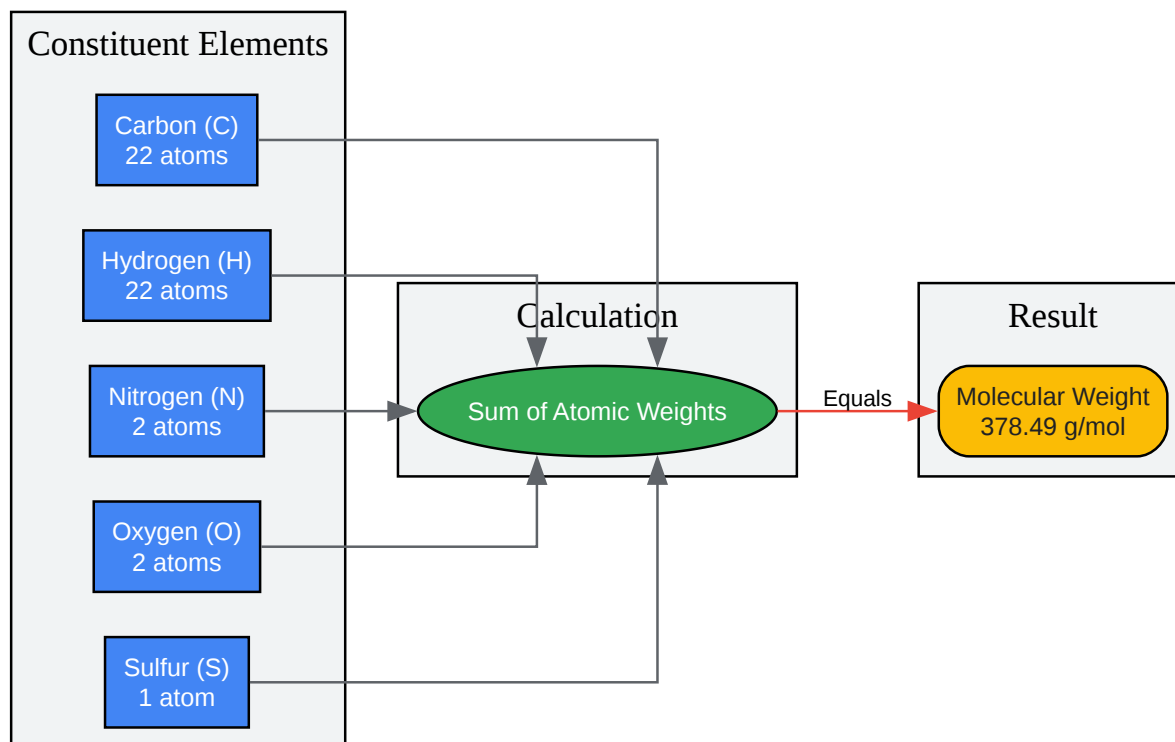 Constituent Elements
Carbon (C)
22 atoms
Hydrogen (H)
22 atoms
Nitrogen (N)
2 atoms
Oxygen (O)
2 atoms
Sulfur (S)
1 atom
Calculation
Sum of Atomic Weights
Equals
Result
Molecular Weight
378.49 g/mol